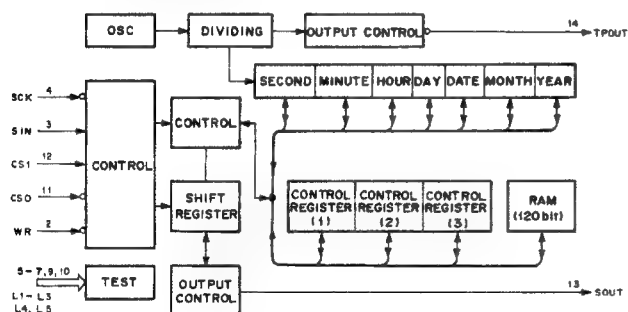 OSC
DIVIDING
OUTPUT CONTROL
14
TPOUT
SECOND
MINUTE
HOUR
DAY
DATE
MONTH
YEAR
SCK
4
SIN
3
CS1
12
CS0
11
WR
2
CONTROL
CONTROL
SHIFT
REGISTER
CONTROL
REGISTER
(1)
CONTROL
REGISTER
(2)
CONTROL
REGISTER
(3)
RAM
(120 bit)
5-7,9,10
L1-L3
L4, L5
TEST
OUTPUT
CONTROL
13
SOUT